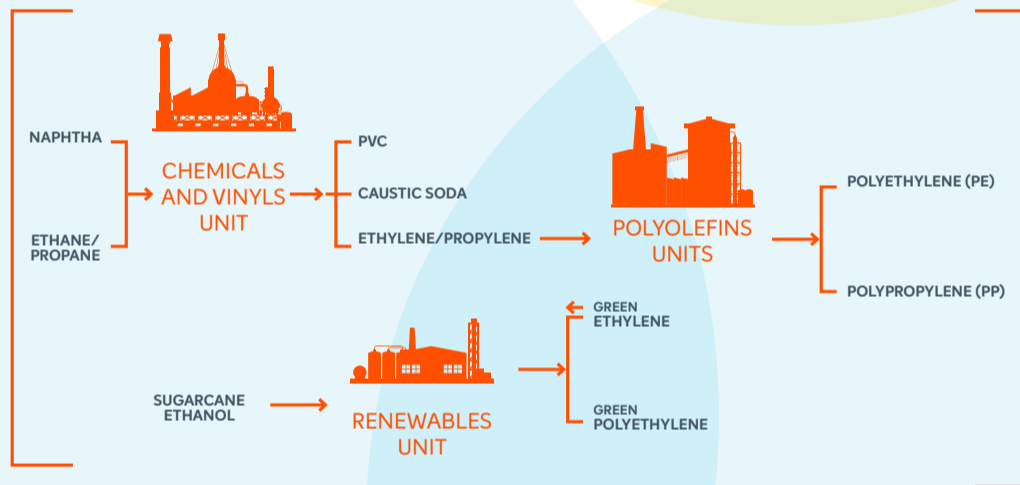 NAPHTHA
ETHANE/
PROPANE
CHEMICALS
AND VINYLS
UNIT
PVC
CAUSTIC SODA
ETHYLENE/PROPYLENE
POLYOLEFINS
UNITS
POLYETHYLENE (PE)
POLYPROPYLENE (PP)
SUGARCANE
ETHANOL
RENEWABLES
UNIT
GREEN
ETHYLENE
GREEN
POLYETHYLENE